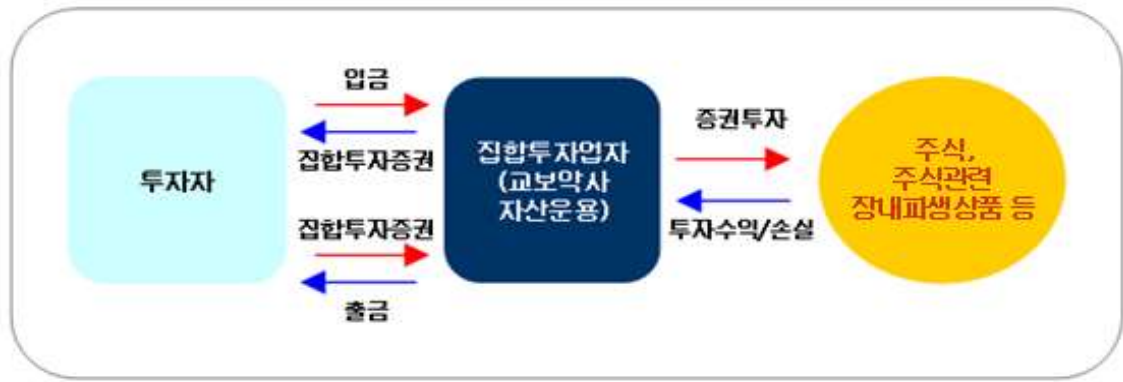 입금
집합투자증권
투자자
집합투자증권
출금
집합투자업자
(교보악사
자산운용)
증권투자
투자수익/손실
주식,
주식관련
장내파생상품 등